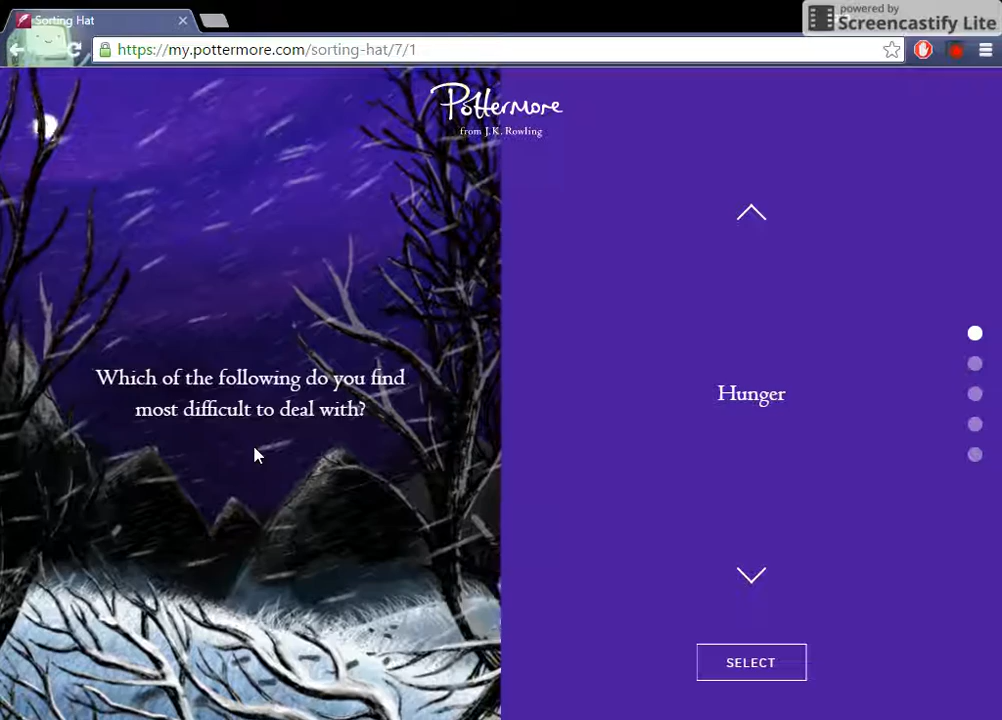 Sorting Hat
powered by
Screencastify Lite
https://my.pottermore.com/sorting-hat/7/1
Pottermore
from J.K. Rowling
Which of the following do you find
most difficult to deal with?
Hunger
SELECT